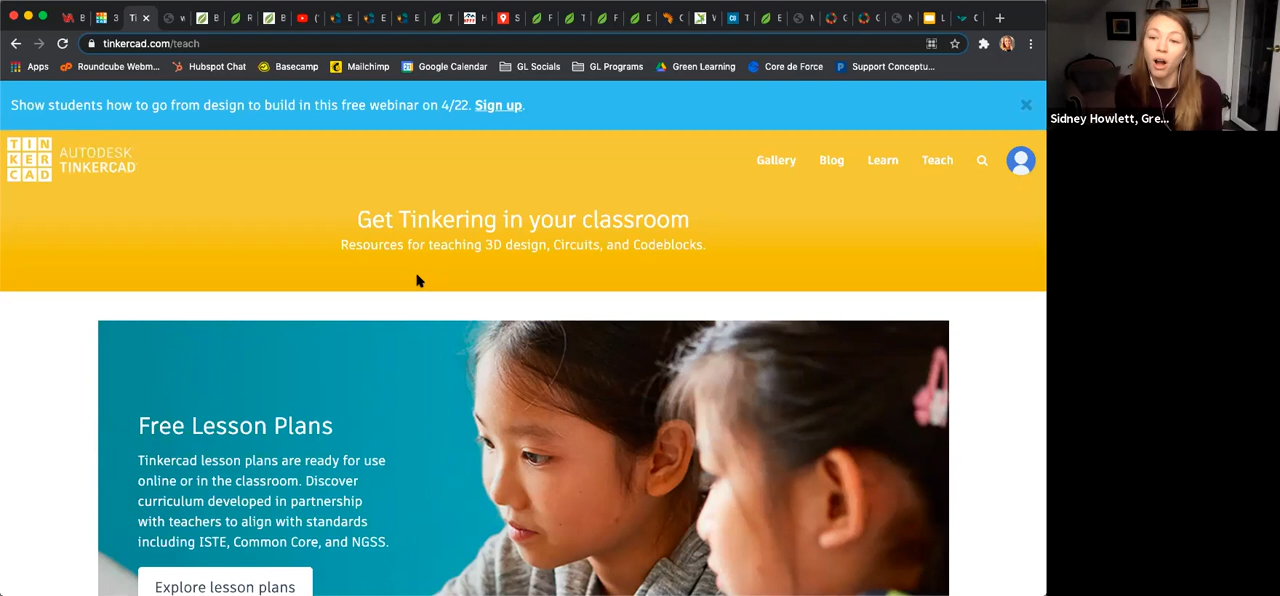 3
Ti
B
R
B
E
E
E
T
H
S
F
T
F
D
C
V
T
E
N
C
C
N
L
C
tinkercad.com/teach
Apps
Roundcube Webm...
Hubspot Chat
Basecamp
Mailchimp
Google Calendar
GL Socials
GL Programs
Green Learning
Core de Force
Support Conceptu...
Show students how to go from design to build in this free webinar on 4/22. Sign up.
TIN
KER
CAD
AUTODESK
TINKERCAD
Gallery
Blog
Learn
Teach
Get Tinkering in your classroom
Resources for teaching 3D design, Circuits, and Codeblocks.
Free Lesson Plans
Tinkercad lesson plans are ready for use
online or in the classroom. Discover
curriculum developed in partnership
with teachers to align with standards
including ISTE, Common Core, and NGSS.
Explore lesson plans
Sidney Howlett, Gre...